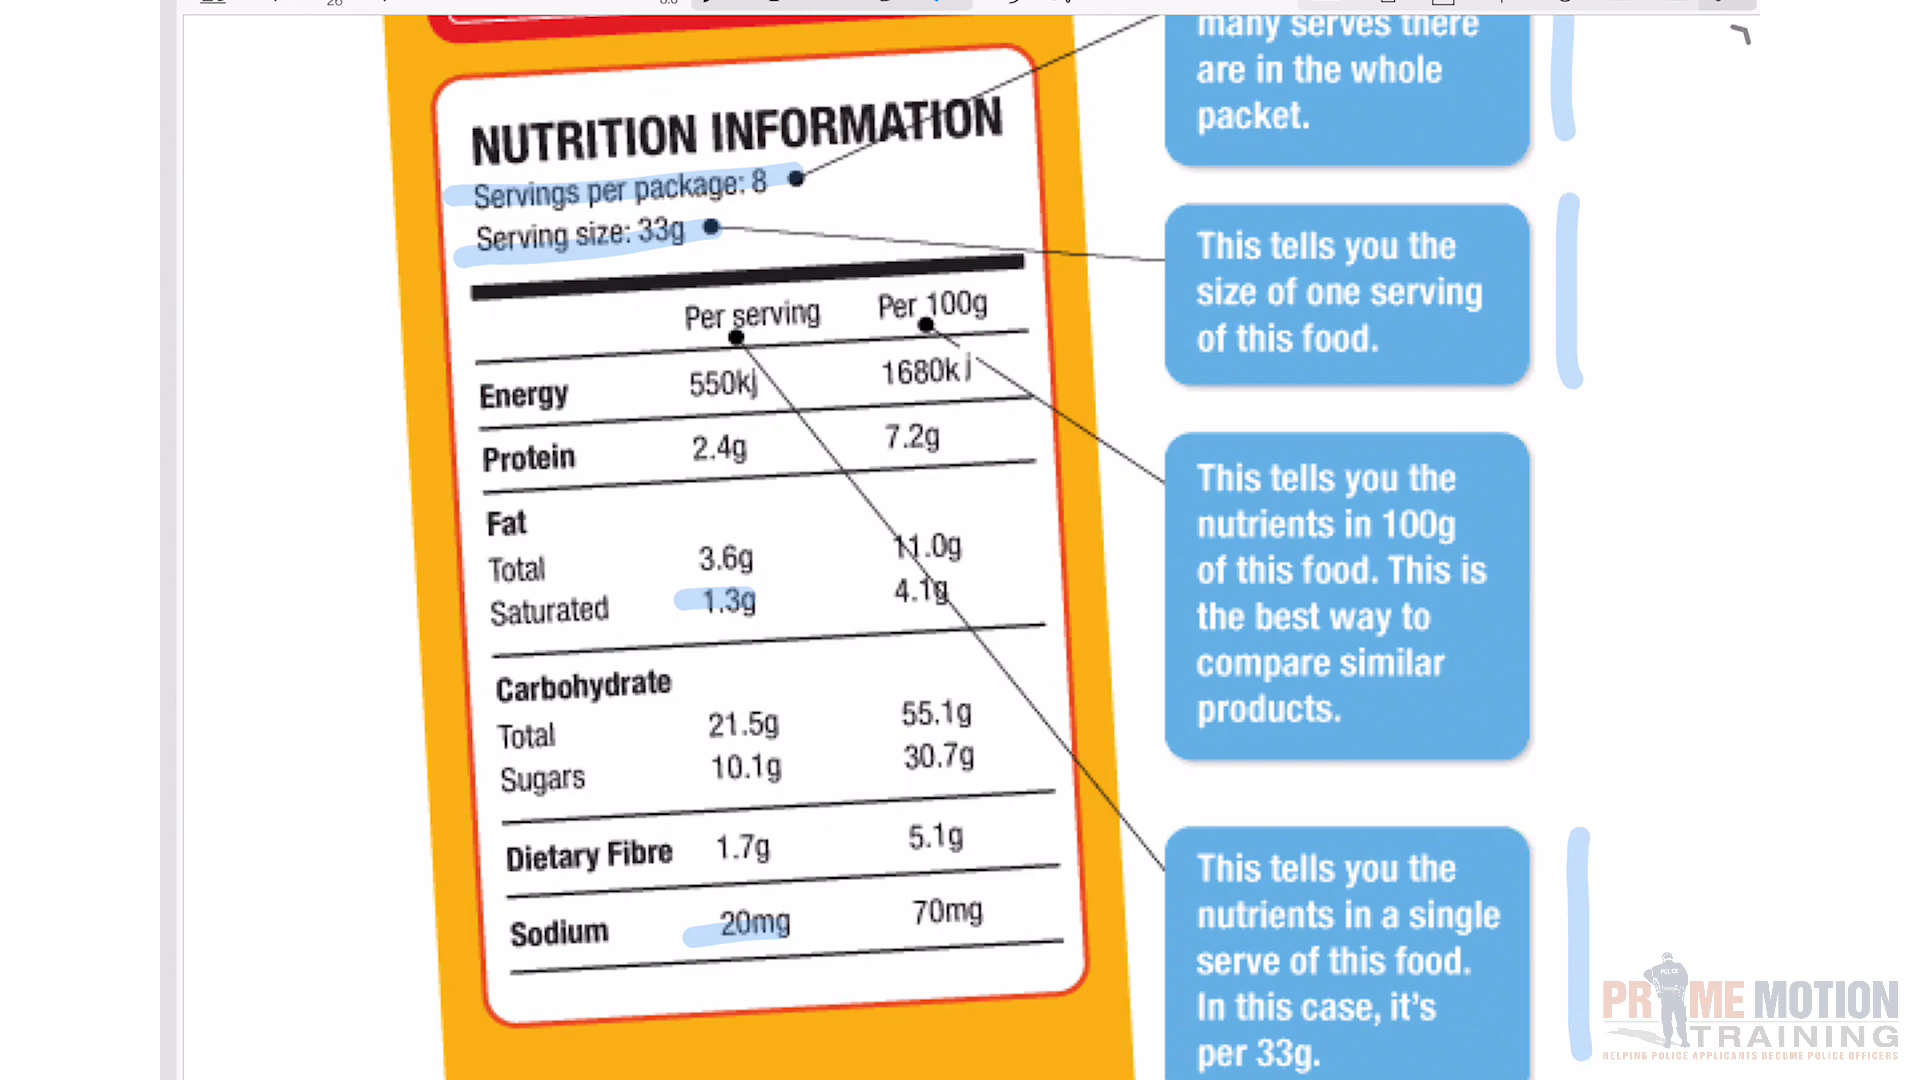 many serves there
are in the whole
packet.
NUTRITION INFORMATION
Servings per package: 8
Serving size: 33g
This tells you the
size of one serving
of this food.
Per serving Per 100g
Energy 550kj 1680kj
Protein 2.4g 7.2g
Fat
Total 3.6g 11.0g
Saturated 1.3g 4.1g
Carbohydrate
Total 21.5g 55.1g
Sugars 10.1g 30.7g
Dietary Fibre 1.7g 5.1g
Sodium 20mg 70mg
This tells you the
nutrients in 100g
of this food. This is
the best way to
compare similar
products.
This tells you the
nutrients in a single
serve of this food.
In this case, it's
per 33g.
PRIME MOTION
TRAINING
HELPING POLICE APPLICANTS BECOME POLICE OFFICERS